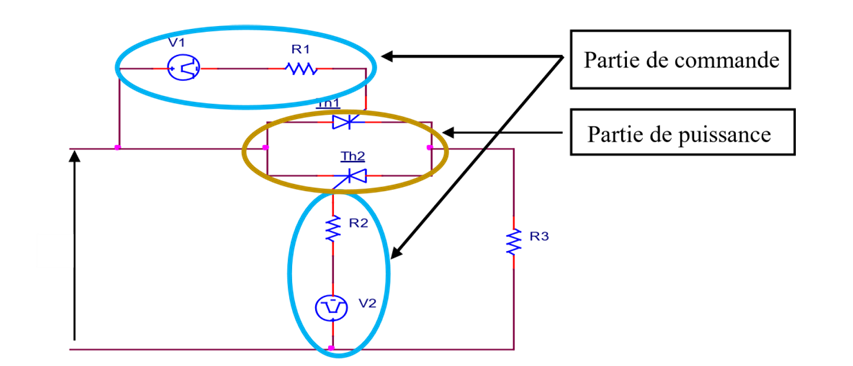 V1
R1
Partie de commande
Th1
Partie de puissance
Th2
R2
R3
V2